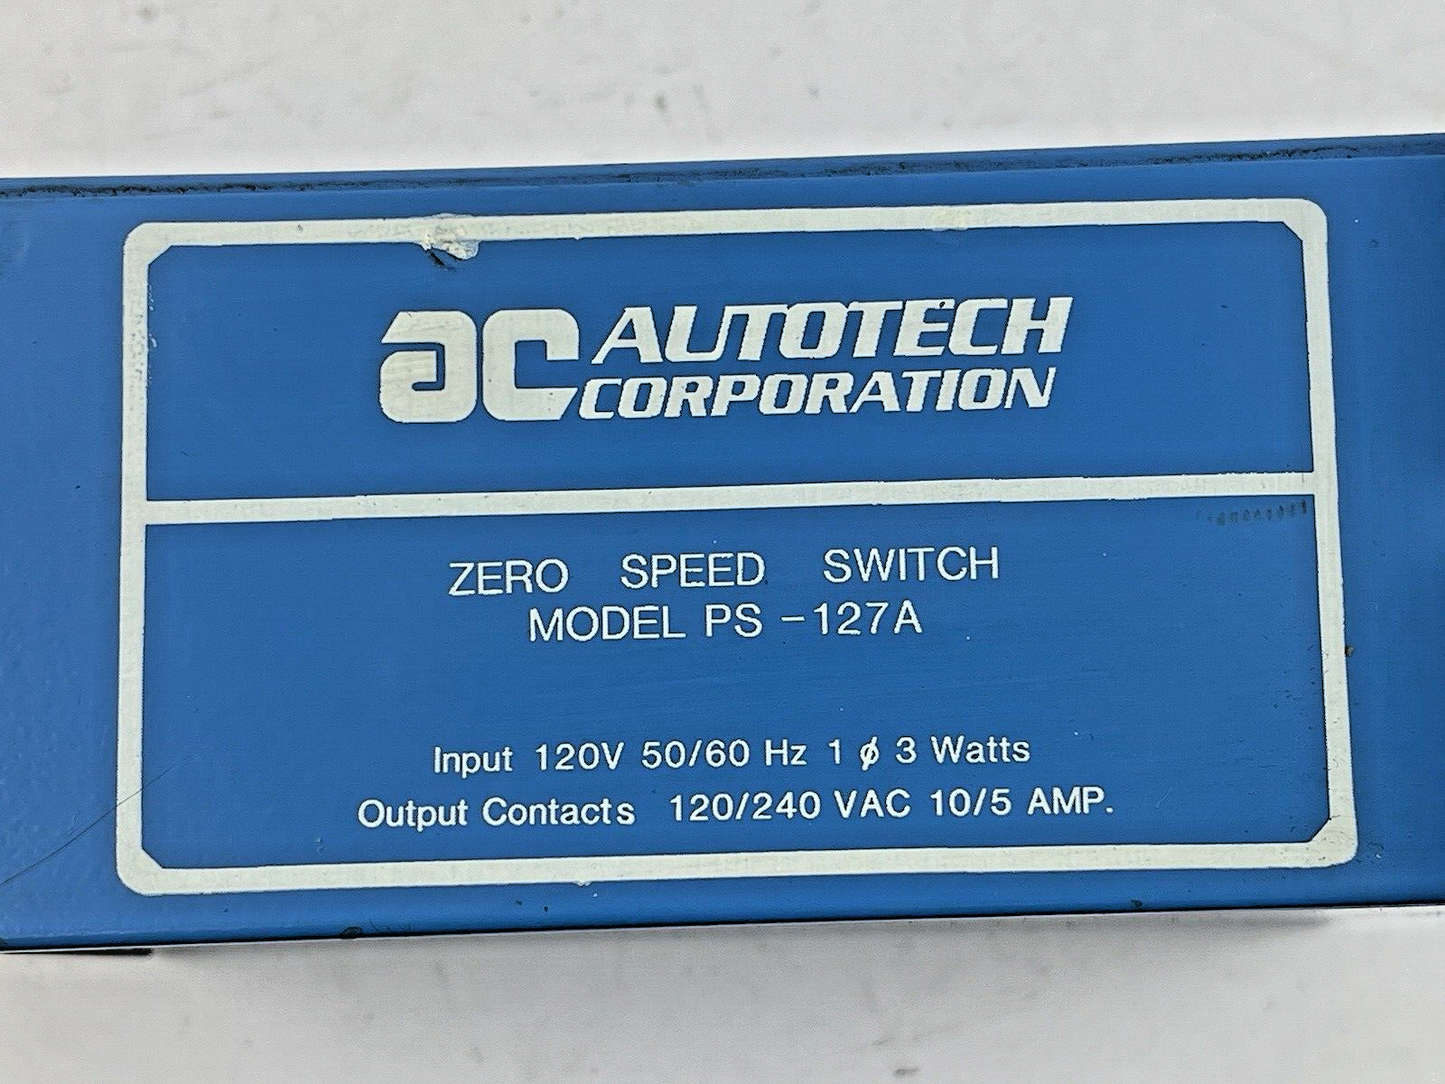 ac AUTOTECH
CORPORATION
ZERO SPEED SWITCH
MODEL PS -127A
Input 120V 50/60 Hz 1 ϕ 3 Watts
Output Contacts 120/240 VAC 10/5 AMP.